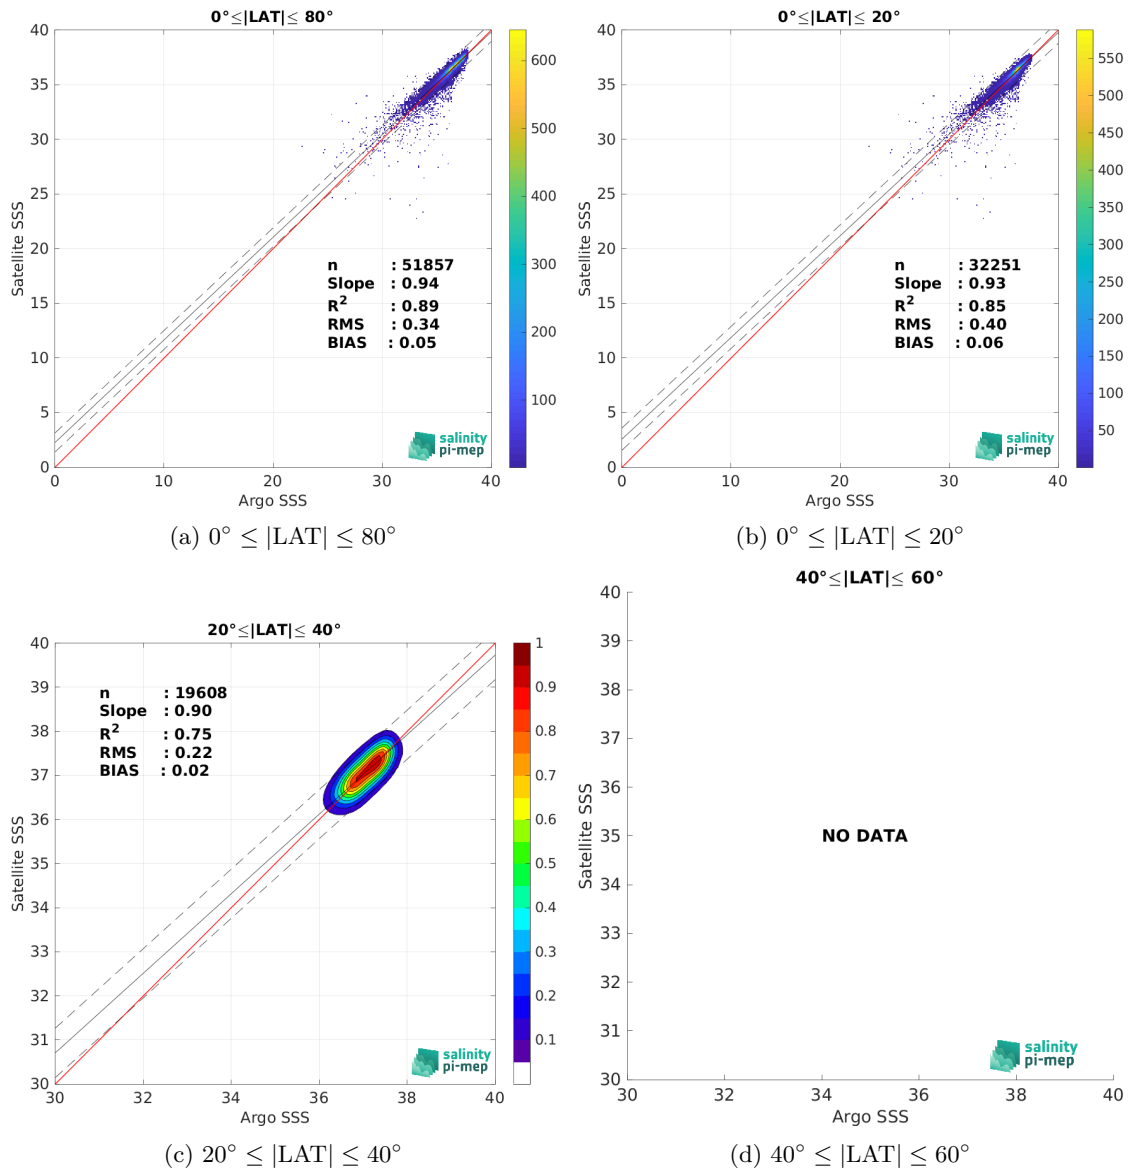 0°≤|LAT|≤ 80°
40
35
30
25
20
15
10
5
0
0
10
20
30
40
Satellite SSS
Argo SSS
n : 51857
Slope : 0.94
R² : 0.89
RMS : 0.34
BIAS : 0.05
salinity
pi-mep
600
500
400
300
200
100
(a) 0° ≤ |LAT| ≤ 80°
0°≤|LAT|≤ 20°
40
35
30
25
20
15
10
5
0
0
10
20
30
40
Satellite SSS
Argo SSS
n : 32251
Slope : 0.93
R² : 0.85
RMS : 0.40
BIAS : 0.06
salinity
pi-mep
550
500
450
400
350
300
250
200
150
100
50
(b) 0° ≤ |LAT| ≤ 20°
20°≤|LAT|≤ 40°
40
39
38
37
36
35
34
33
32
31
30
30
32
34
36
38
40
Satellite SSS
Argo SSS
n : 19608
Slope : 0.90
R² : 0.75
RMS : 0.22
BIAS : 0.02
salinity
pi-mep
1
0.9
0.8
0.7
0.6
0.5
0.4
0.3
0.2
0.1
(c) 20° ≤ |LAT| ≤ 40°
40°≤|LAT|≤ 60°
40
39
38
37
36
35
34
33
32
31
30
30
32
34
36
38
40
Satellite SSS
Argo SSS
NO DATA
salinity
pi-mep
(d) 40° ≤ |LAT| ≤ 60°